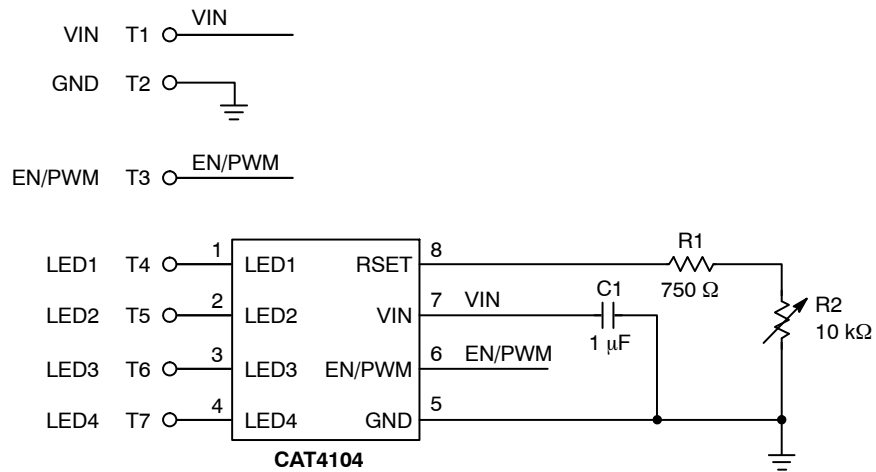 VIN T1 VIN
GND T2
EN/PWM T3 EN/PWM
LED1 T4 1 LED1 RSET 8 R1
750 Ω
LED2 T5 2 LED2 VIN 7 VIN C1
1 μF
R2
10 kΩ
LED3 T6 3 LED3 EN/PWM 6 EN/PWM
LED4 T7 4 LED4 GND 5
CAT4104